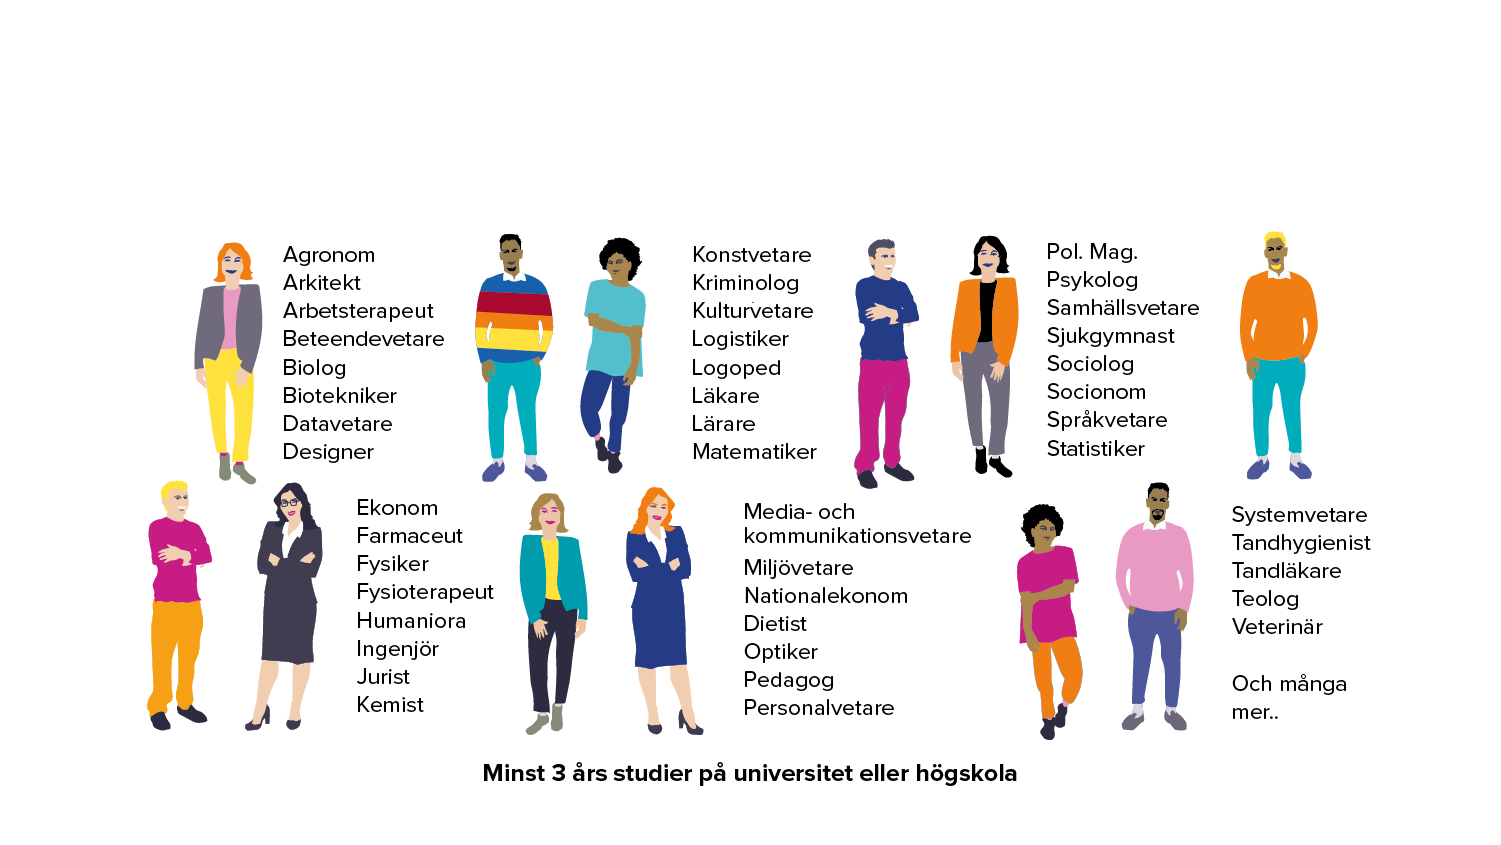 Agronom
Arkitekt
Arbetsterapeut
Beteendevetare
Biolog
Biotekniker
Datavetare
Designer
Konstvetare
Kriminolog
Kulturvetare
Logistiker
Logoped
Läkare
Lärare
Matematiker
Pol. Mag.
Psykolog
Samhällsvetare
Sjukgymnast
Sociolog
Socionom
Språkvetare
Statistiker
Ekonom
Farmaceut
Fysiker
Fysioterapeut
Humaniora
Ingenjör
Jurist
Kemist
Media- och
kommunikationsvetare
Miljövetare
Nationalekonom
Dietist
Optiker
Pedagog
Personalvetare
Systemvetare
Tandhygienist
Tandläkare
Teolog
Veterinär
Och många
mer..
Minst 3 års studier på universitet eller högskola